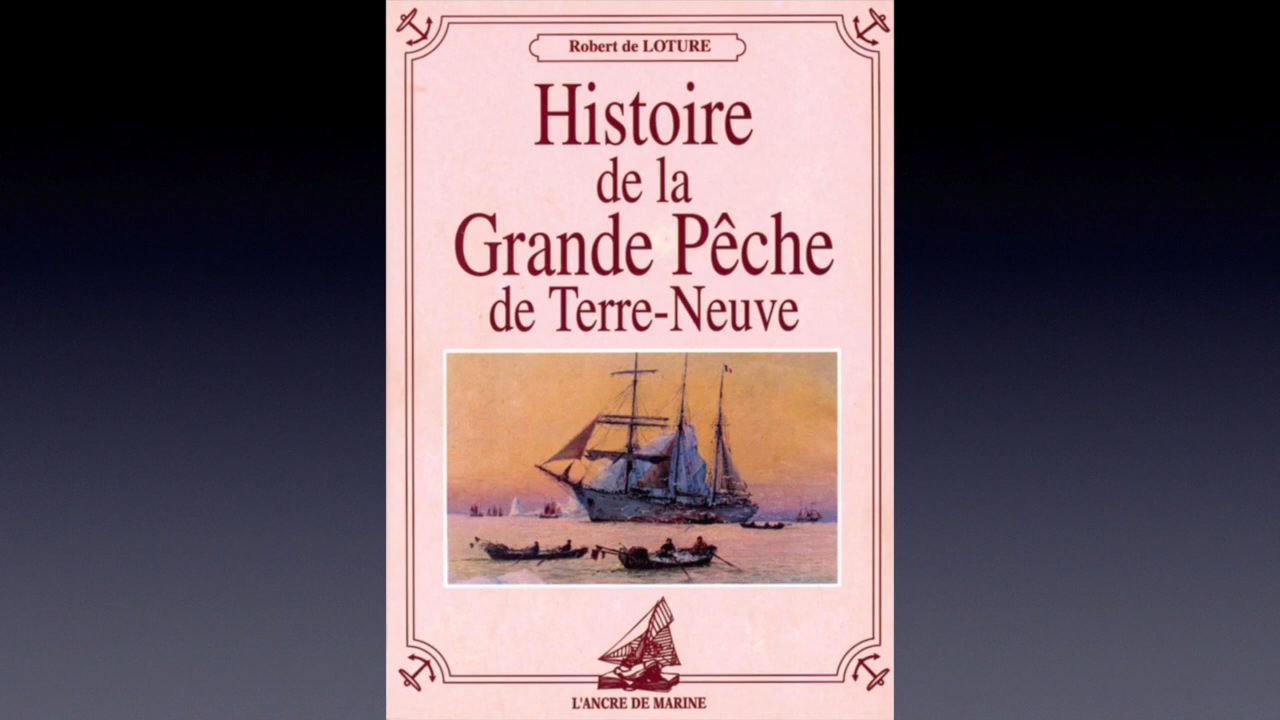 Robert de LOTURE
Histoire
de la
Grande Pêche
de Terre-Neuve
L'ANCRE DE MARINE